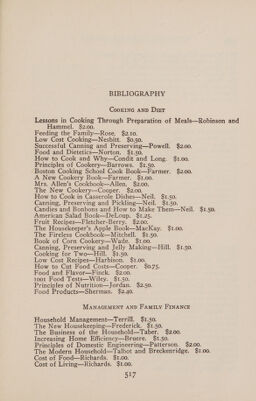 BIBLIOGRAPHY
COOKING AND DIET
Lessons in Cooking Through Preparation of Meals—Robinson and
Hammel. $2.00.
Feeding the Family—Rose. $2.10.
Low Cost Cooking—Nesbitt. $0.50.
Successful Canning and Preserving—Powell. $2.00.
Food and Dietetics—Norton. $1.50.
How to Cook and Why—Condit and Long. $1.00.
Principles of Cookery—Barrows. $1.50.
Boston Cooking School Cook Book—Farmer. $2.00.
A New Cookery Book—Farmer. $1.00.
Mrs. Allen's Cookbook—Allen. $2.00.
The New Cookery—Cooper. $2.00.
How to Cook in Casserole Dishes—Neil. $1.50.
Canning, Preserving and Pickling—Neil. $1.50.
Candies and Bonbons and How to Make Them—Neil. $1.50.
American Salad Book—DeLoup. $1.25.
Fruit Recipes—Fletcher-Berry. $2.00.
The Housekeeper's Apple Book—MacKay. $1.00.
The Fireless Cookbook—Mitchell. $1.50.
Book of Corn Cookery—Wade. $1.00.
Canning, Preserving and Jelly Making—Hill. $1.50.
Cooking for Two—Hill. $1.50.
Low Cost Recipes—Harbison. $1.00.
How to Cut Food Costs—Cooper. $0.75.
Food and Flavor—Finck. $2.00.
1001 Food Tests—Wiley. $1.50.
Principles of Nutrition—Jordan. $2.50.
Food Products—Sherman. $2.40.
MANAGEMENT AND FAMILY FINANCE
Household Management—Terrill. $1.50.
The New Housekeeping—Frederick. $1.50.
The Business of the Household—Taber. $2.00.
Increasing Home Efficiency—Bruere. $1.50.
Principles of Domestic Engineering—Patterson. $2.00.
The Modern Household—Talbot and Breckenridge. $1.00.
Cost of Food—Richards. $1.00.
Cost of Living—Richards. $1.00.
517